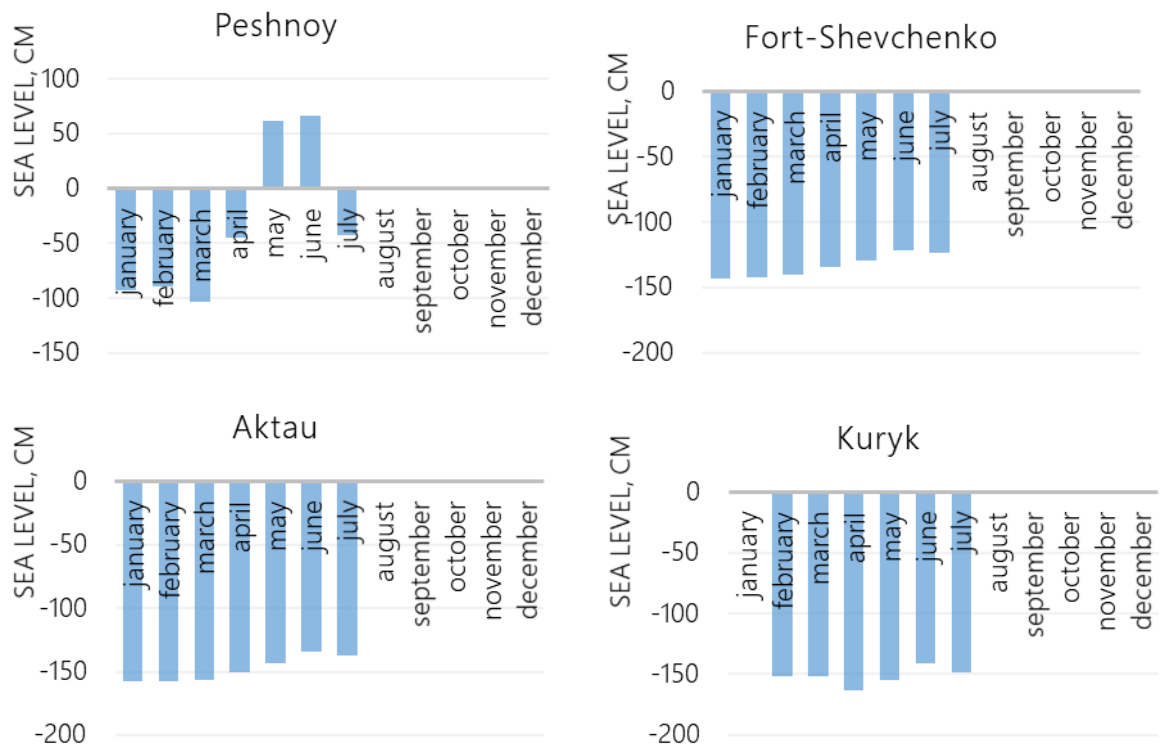 Peshnoy
SEA LEVEL, CM
100
50
0
-50
-100
-150
january
february
march
april
may
june
july
august
september
october
november
december
Fort-Shevchenko
SEA LEVEL, CM
0
-50
-100
-150
-200
january
february
march
april
may
june
july
august
september
october
november
december
Aktau
SEA LEVEL, CM
0
-50
-100
-150
-200
january
february
march
april
may
june
july
august
september
october
november
december
Kuryk
SEA LEVEL, CM
0
-50
-100
-150
-200
january
february
march
april
may
june
july
august
september
october
november
december